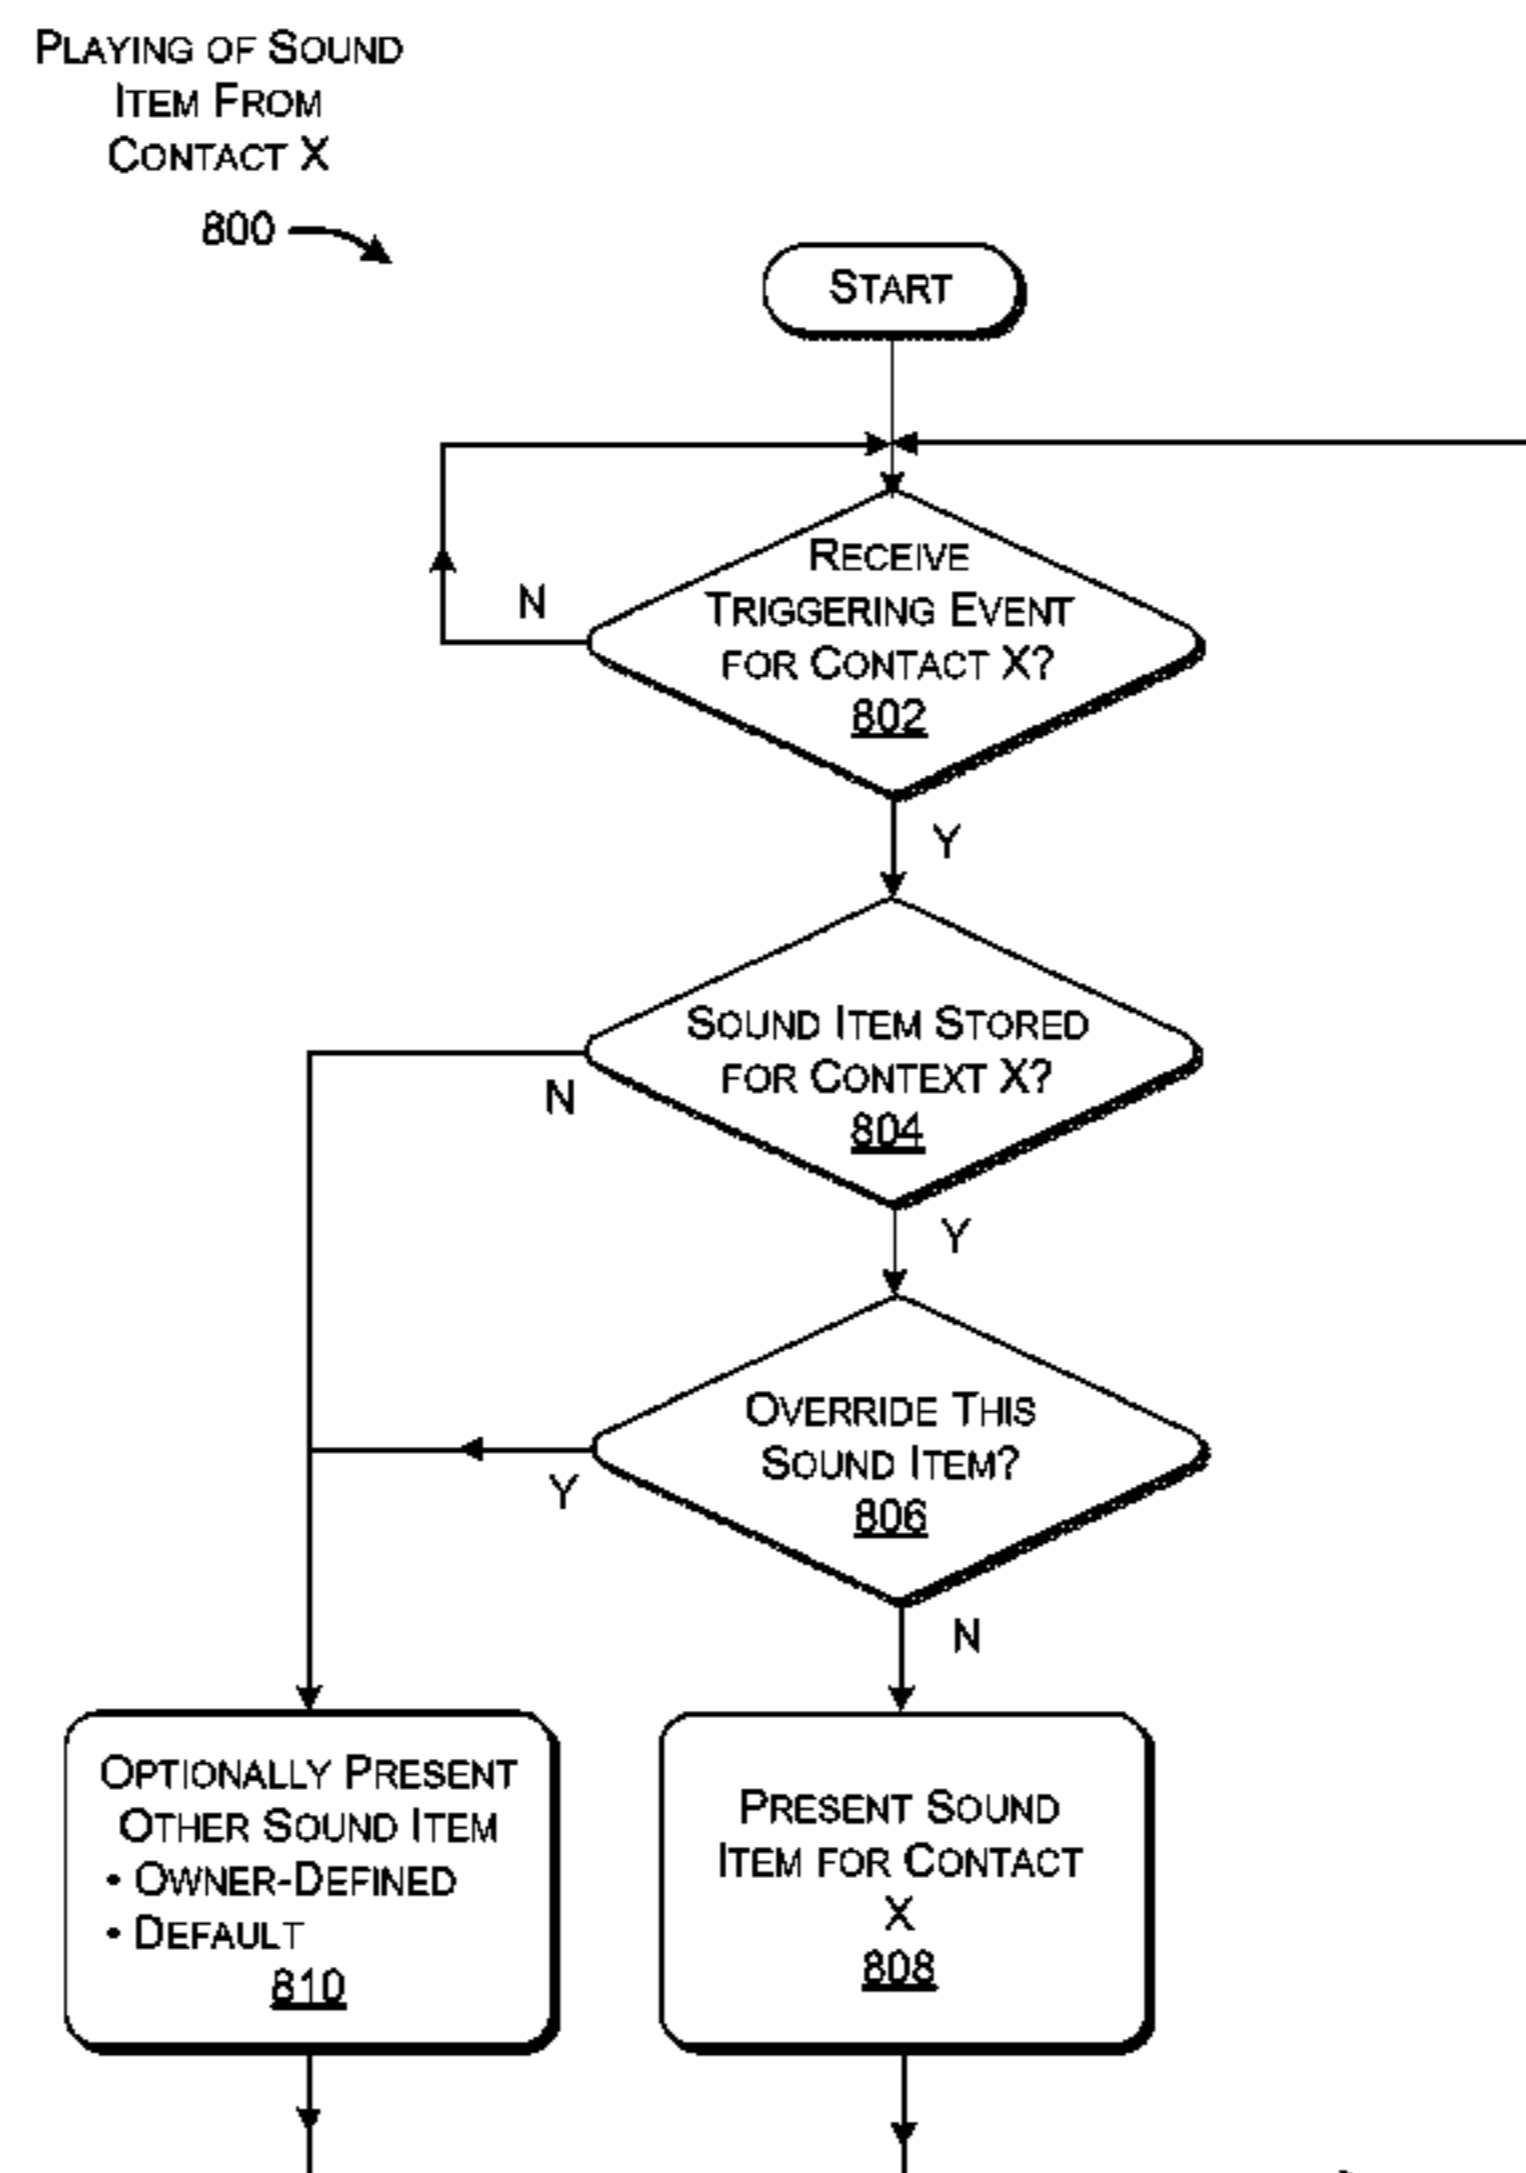 PLAYING OF SOUND
ITEM FROM
CONTACT X
800
START
RECEIVE
TRIGGERING EVENT
FOR CONTACT X?
802
N
Y
SOUND ITEM STORED
FOR CONTEXT X?
804
N
Y
OVERRIDE THIS
SOUND ITEM?
806
Y
N
OPTIONALLY PRESENT
OTHER SOUND ITEM
• OWNER-DEFINED
• DEFAULT
810
PRESENT SOUND
ITEM FOR CONTACT
X
808